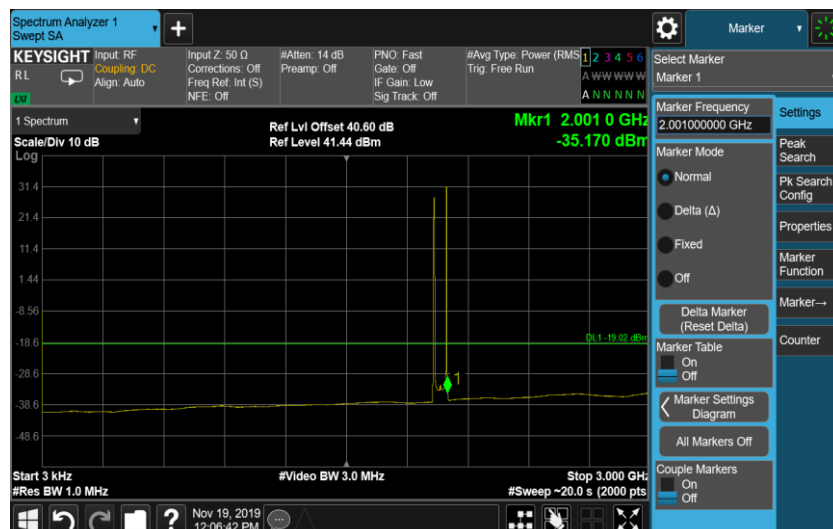 Spectrum Analyzer 1
Swept SA
+
Marker
KEYSIGHT
RL
LXI
Input: RF
Coupling: DC
Align: Auto
Input Z: 50 Ω
Corrections: Off
Freq Ref: Int (S)
NFE: Off
#Atten: 14 dB
Preamp: Off
PNO: Fast
Gate: Off
IF Gain: Low
Sig Track: Off
#Avg Type: Power (RMS
Trig: Free Run
1 2 3 4 5 6
A W W W W W
A N N N N N
Select Marker
Marker 1
1 Spectrum
Scale/Div 10 dB
Log
Ref Lvl Offset 40.60 dB
Ref Level 41.44 dBm
Mkr1 2.001 0 GHz
-35.170 dBm
31.4
21.4
11.4
1.44
-8.56
-18.6
-28.6
-38.6
-48.6
DL1 -19.02 dBm
1
Start 3 kHz
#Res BW 1.0 MHz
#Video BW 3.0 MHz
Stop 3.000 GHz
#Sweep ~20.0 s (2000 pts
Marker Frequency
2.001000000 GHz
Marker Mode
Normal
Delta (Δ)
Fixed
Off
Delta Marker
(Reset Delta)
Marker Table
On
Off
Marker Settings
Diagram
All Markers Off
Couple Markers
On
Off
Settings
Peak
Search
Pk Search
Config
Properties
Marker
Function
Marker→
Counter
?
Nov 19, 2019
12:06:42 PM